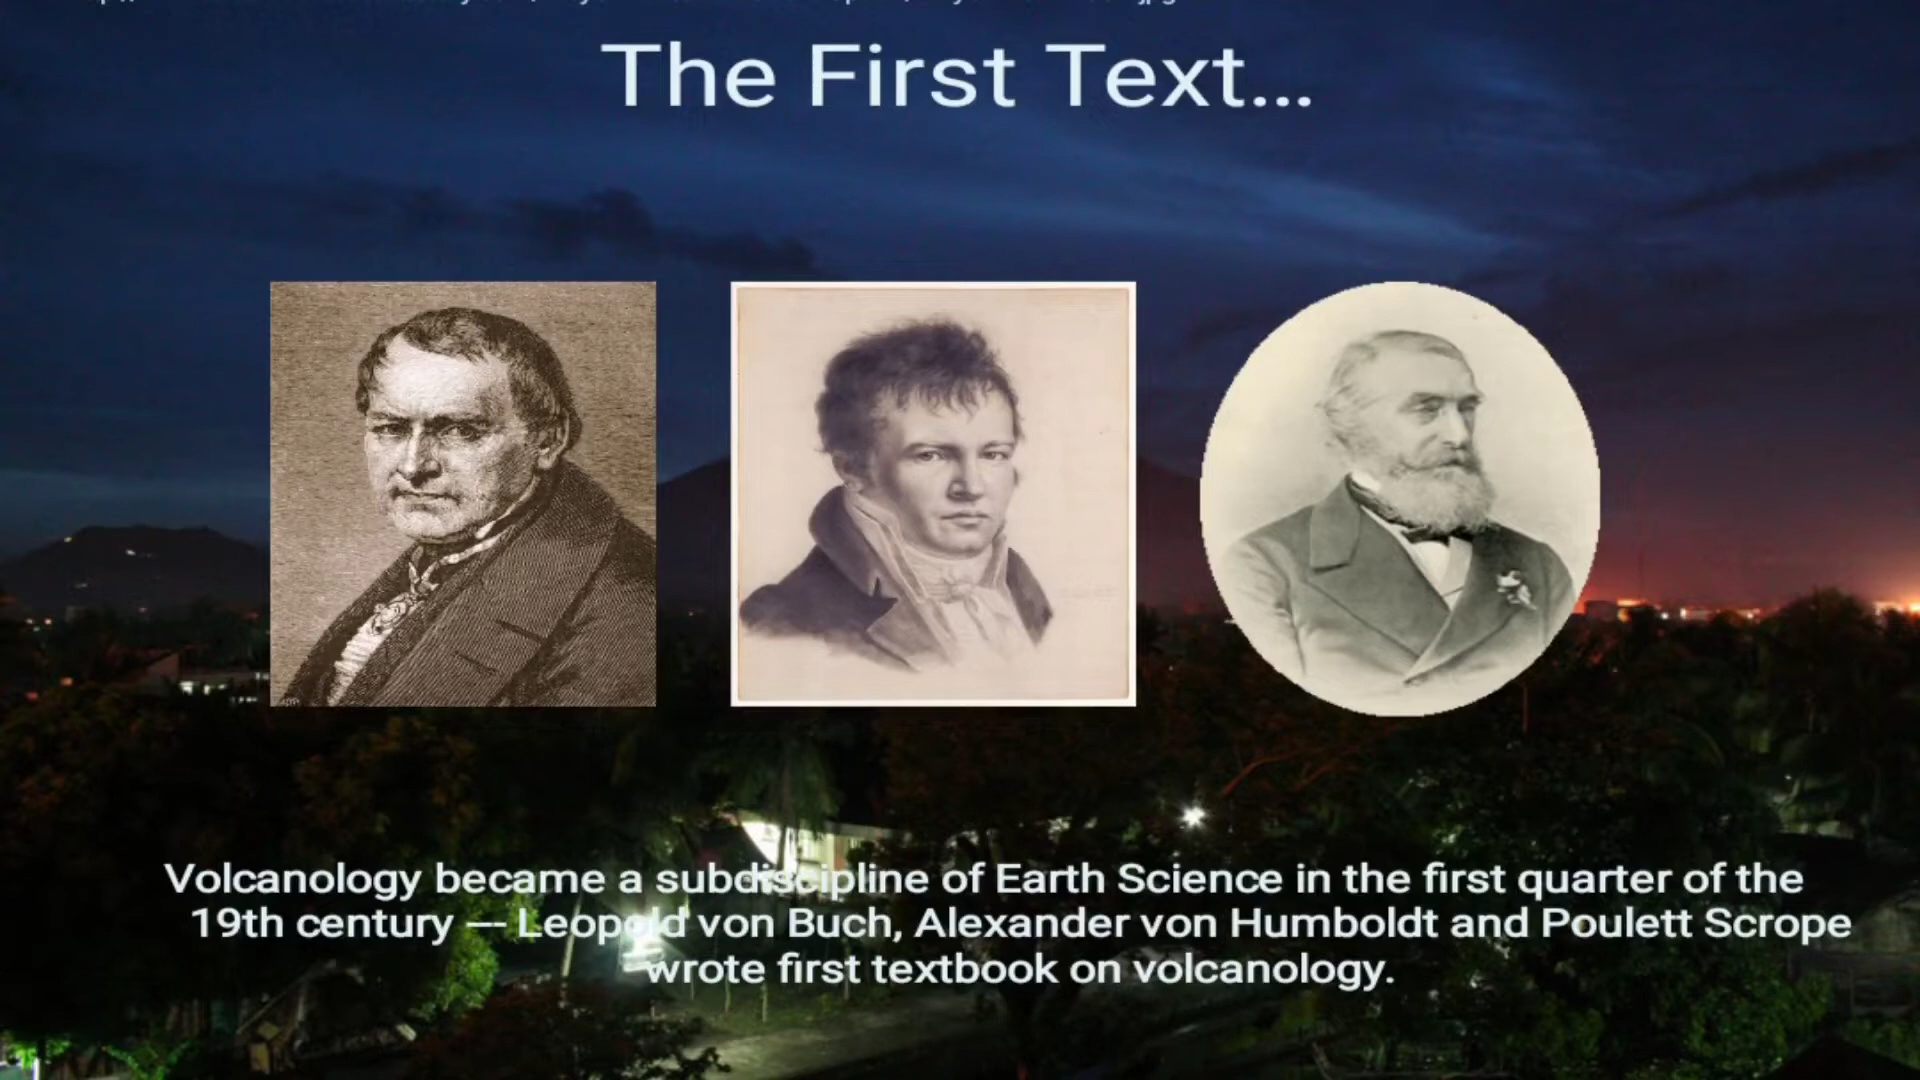 The First Text...
Volcanology became a subdiscipline of Earth Science in the first quarter of the
19th century –- Leopold von Buch, Alexander von Humboldt and Poulett Scrope
wrote first textbook on volcanology.